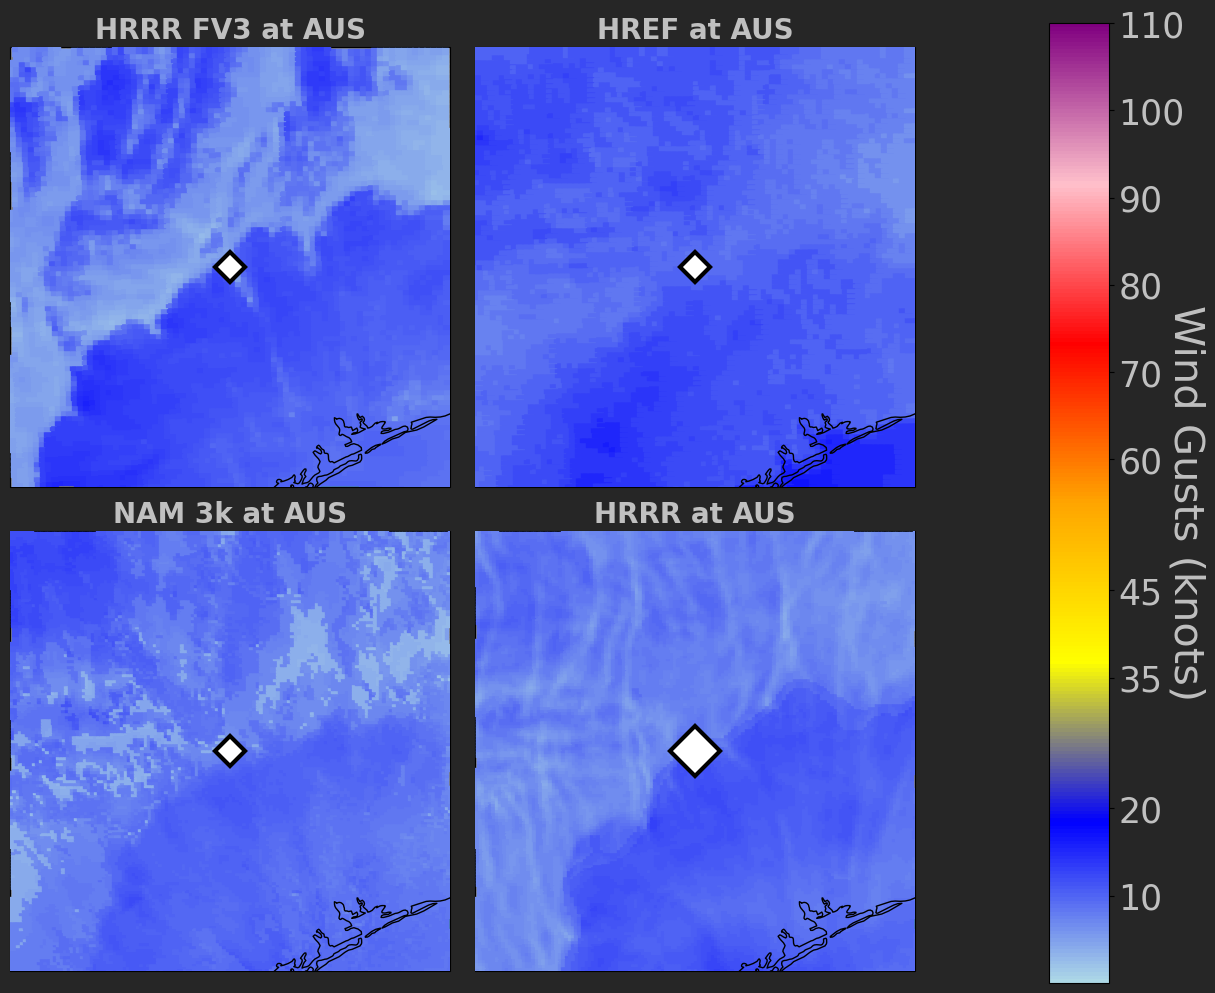 HRRR FV3 at AUS
HREF at AUS
NAM 3k at AUS
HRRR at AUS
110
100
90
80
70
60
45
35
20
10
Wind Gusts (knots)